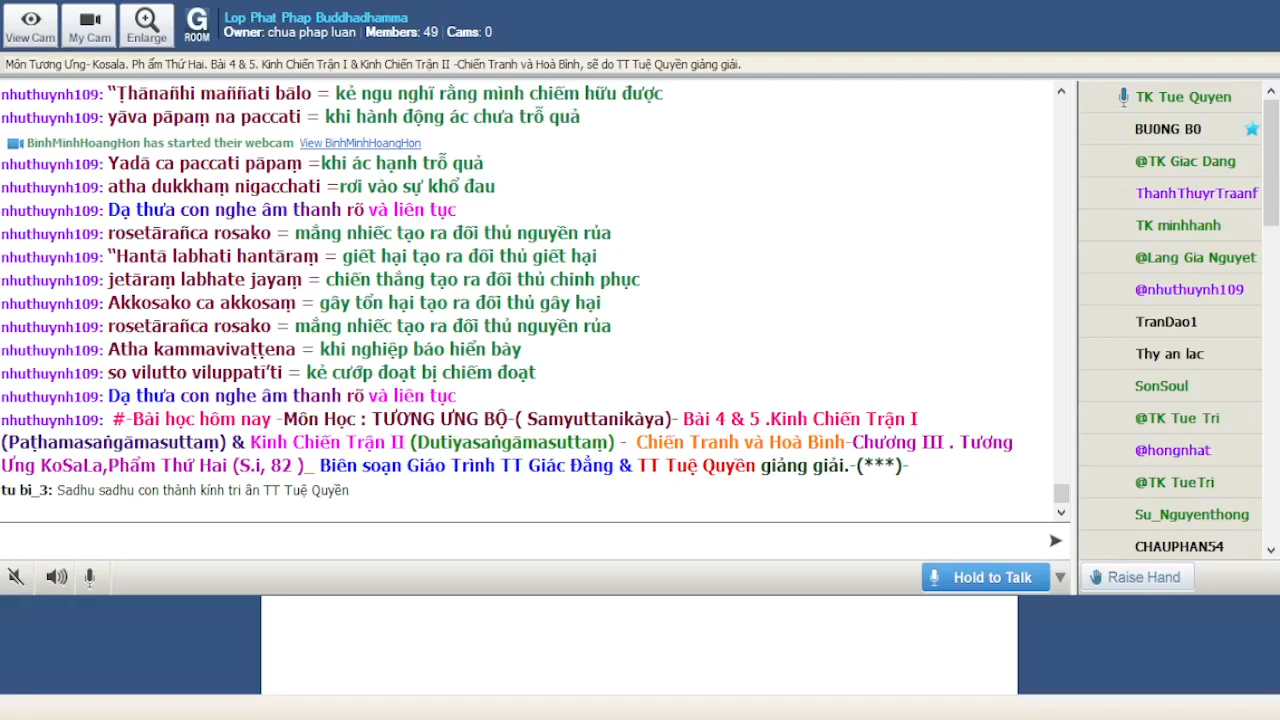 View Cam
My Cam
Enlarge
G
ROOM
Lop Phat Phap Buddhadhamma
Owner: chua phap luan | Members: 49 | Cams: 0
Môn Tương Ưng- Kosala. Ph ẩm Thứ Hai. Bài 4 & 5. Kinh Chiến Trận I & Kinh Chiến Trận II -Chiến Tranh và Hoà Bình, sẽ do TT Tuệ Quyền giảng giải.
nhuthuynh109: “Ṭhānañhi maññati bālo = kẻ ngu nghĩ rằng mình chiếm hữu được
nhuthuynh109: yāva pāpaṃ na paccati = khi hành động ác chưa trỗ quả
BinhMinhHoangHon has started their webcam View BinhMinhHoangHon
nhuthuynh109: Yadā ca paccati pāpaṃ =khi ác hạnh trỗ quả
nhuthuynh109: atha dukkhaṃ nigacchati =rơi vào sự khổ đau
nhuthuynh109: Dạ thưa con nghe âm thanh rõ và liên tục
nhuthuynh109: rosetārañca rosako = mắng nhiếc tạo ra đối thủ nguyền rủa
nhuthuynh109: “Hantā labhati hantāraṃ = giết hại tạo ra đối thủ giết hại
nhuthuynh109: jetāraṃ labhate jayaṃ = chiến thắng tạo ra đối thủ chinh phục
nhuthuynh109: Akkosako ca akkosaṃ = gây tổn hại tạo ra đối thủ gây hại
nhuthuynh109: rosetārañca rosako = mắng nhiếc tạo ra đối thủ nguyền rủa
nhuthuynh109: Atha kammavivaṭṭena = khi nghiệp báo hiển bày
nhuthuynh109: so vilutto viluppatī’ti = kẻ cướp đoạt bị chiếm đoạt
nhuthuynh109: Dạ thưa con nghe âm thanh rõ và liên tục
nhuthuynh109: #-Bài học hôm nay -Môn Học : TƯƠNG ƯNG BỘ-( Samyuttanikàya)- Bài 4 & 5 .Kinh Chiến Trận I
(Paṭhamasaṅgāmasuttaṃ) & Kinh Chiến Trận II (Dutiyasaṅgāmasuttaṃ) - Chiến Tranh và Hoà Bình-Chương III . Tương
Ưng KoSaLa,Phẩm Thứ Hai (S.i, 82 )_ Biên soạn Giáo Trình TT Giác Đẳng & TT Tuệ Quyền giảng giải.-(***)-
tu bi_3: Sadhu sadhu con thành kính tri ân TT Tuệ Quyền
TK Tue Quyen
BUONG B0
@TK Giac Dang
ThanhThuyrTraanf
TK minhhanh
@Lang Gia Nguyet
@nhuthuynh109
TranDao1
Thy an lac
SonSoul
@TK Tue Tri
@hongnhat
@TK TueTri
Su_Nguyenthong
CHAUPHAN54
Hold to Talk
Raise Hand